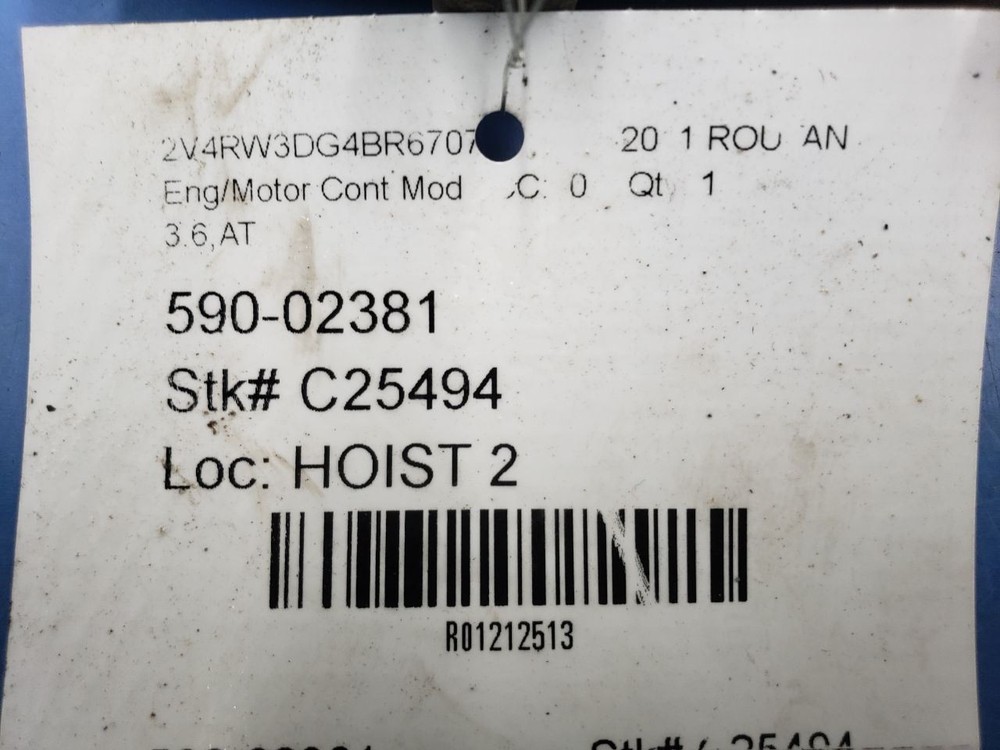 2V4RW3DG4BR6707 20 1 ROU AN
Eng/Motor Cont Mod C: 0 Qt 1
3.6,AT
590-02381
Stk# C25494
Loc: HOIST 2
R01212513